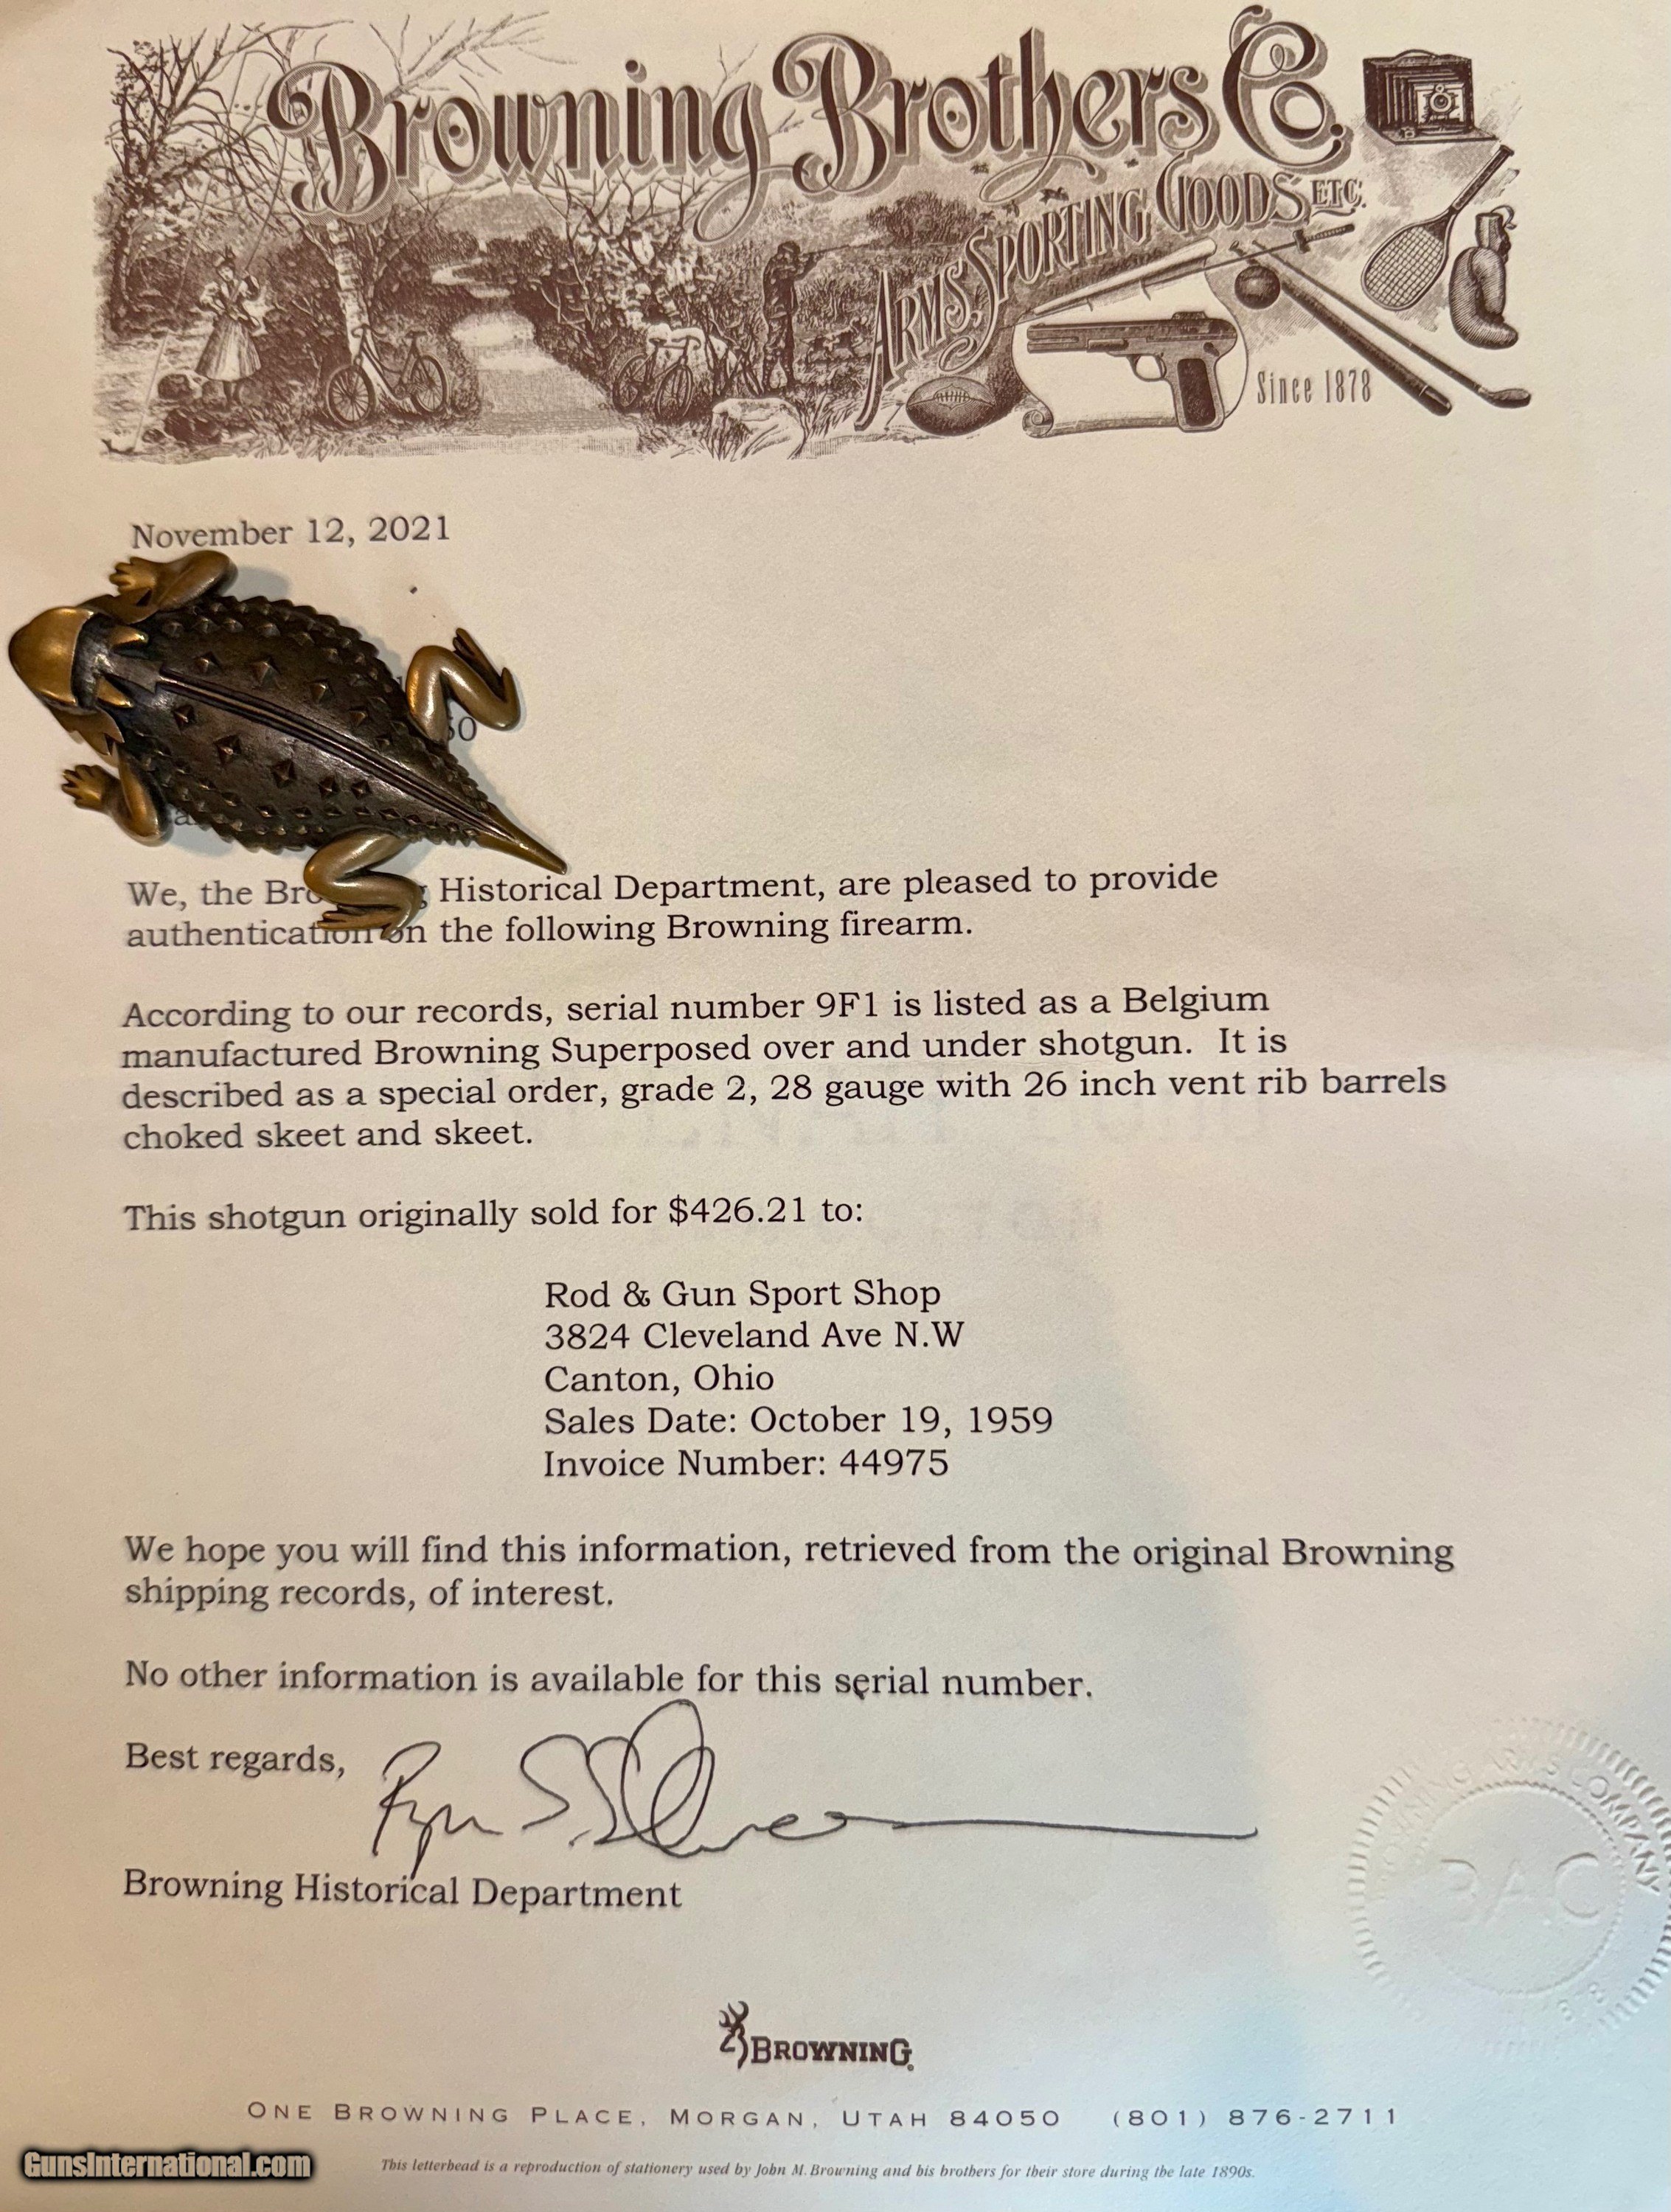 Browning Brothers Co.
Arms, Sporting Goods, Etc.
Since 1878
November 12, 2021
We, the Historical Department, are pleased to provide
authentication on the following Browning firearm.
According to our records, serial number 9F1 is listed as a Belgium
manufactured Browning Superposed over and under shotgun. It is
described as a special order, grade 2, 28 gauge with 26 inch vent rib barrels
choked skeet and skeet.
This shotgun originally sold for $426.21 to:
Rod & Gun Sport Shop
3824 Cleveland Ave N.W
Canton, Ohio
Sales Date: October 19, 1959
Invoice Number: 44975
We hope you will find this information, retrieved from the original Browning
shipping records, of interest.
No other information is available for this serial number.
Best regards,
Browning Historical Department
BROWNING ARMS COMPANY
BAC
BROWNING
ONE BROWNING PLACE, MORGAN, UTAH 84050 (801) 876-2711
This letterhead is a reproduction of stationery used by John M. Browning and his brothers for their store during the late 1890s.
GunsInternational.com